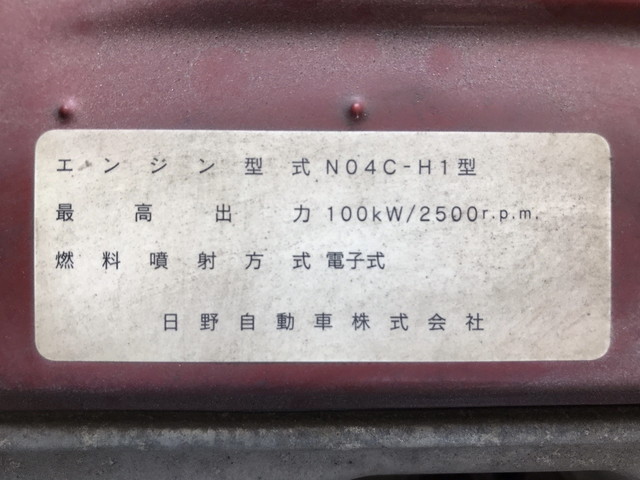 エンジン型式 N04C-H1型
最高出力 100kW/2500r.p.m.
燃料噴射方式 電子式
日野自動車株式会社